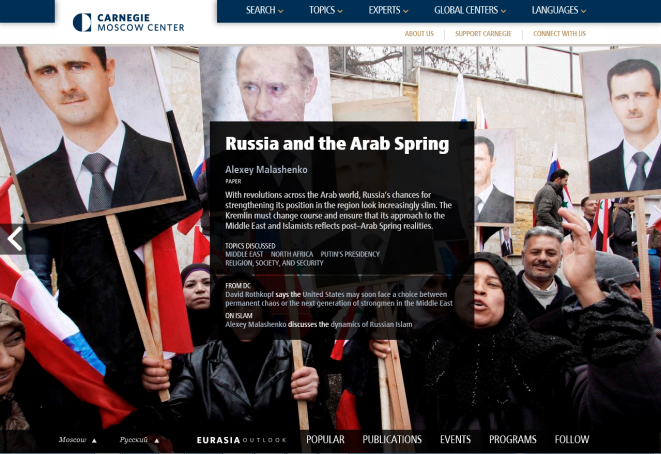 CARNEGIE
MOSCOW CENTER
SEARCH TOPICS EXPERTS GLOBAL CENTERS LANGUAGES
ABOUT US SUPPORT CARNEGIE CONNECT WITH US
Russia and the Arab Spring
Alexey Malashenko
PAPER
With revolutions across the Arab world, Russia's chances for
strengthening its position in the region look increasingly slim. The
Kremlin must change course and ensure that its approach to the
Middle East and Islamists reflects post–Arab Spring realities.
TOPICS DISCUSSED
MIDDLE EAST NORTH AFRICA PUTIN'S PRESIDENCY
RELIGION, SOCIETY, AND SECURITY
FROM DC
David Rothkopf says the United States may soon face a choice between
permanent chaos or the next generation of strongmen in the Middle East
ON ISLAM
Alexey Malashenko discusses the dynamics of Russian Islam
Moscow Русский EURASIA OUTLOOK POPULAR PUBLICATIONS EVENTS PROGRAMS FOLLOW